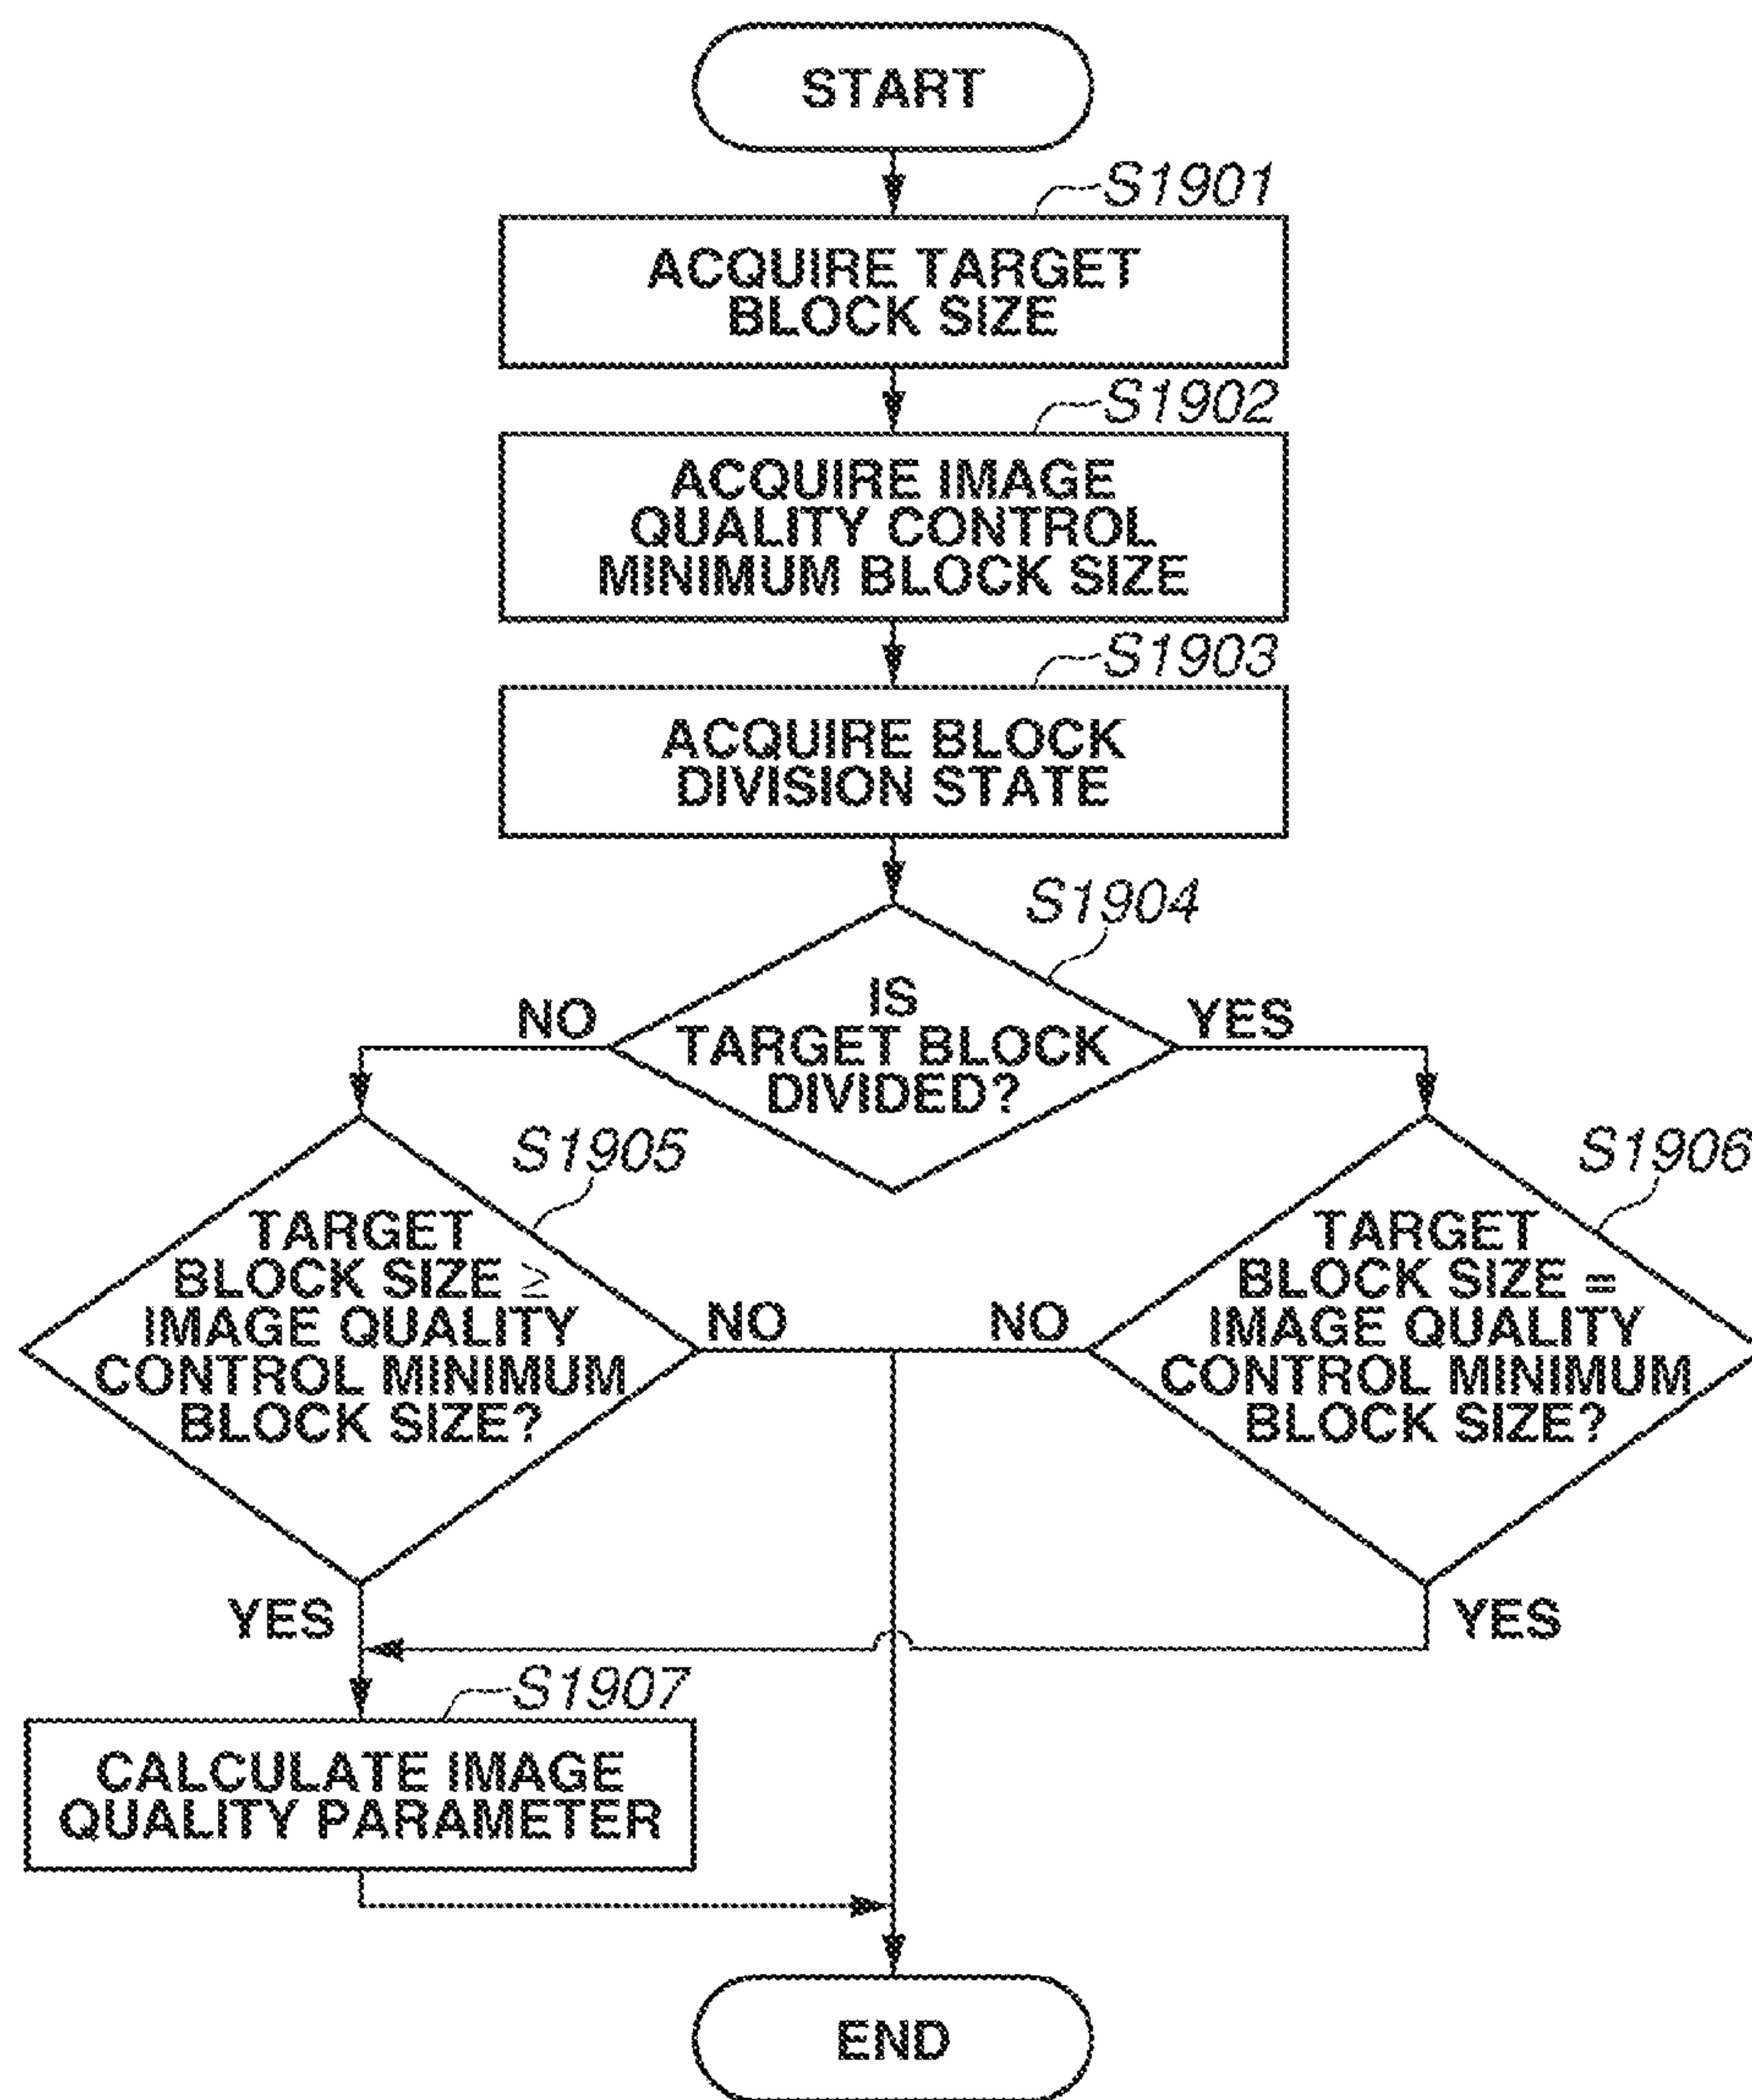 START
S1901
ACQUIRE TARGET
BLOCK SIZE
S1902
ACQUIRE IMAGE
QUALITY CONTROL
MINIMUM BLOCK SIZE
S1903
ACQUIRE BLOCK
DIVISION STATE
S1904
IS
TARGET BLOCK
DIVIDED?
NO
YES
S1905
TARGET
BLOCK SIZE ≥
IMAGE QUALITY
CONTROL MINIMUM
BLOCK SIZE?
NO
YES
S1906
TARGET
BLOCK SIZE =
IMAGE QUALITY
CONTROL MINIMUM
BLOCK SIZE?
NO
YES
S1907
CALCULATE IMAGE
QUALITY PARAMETER
END